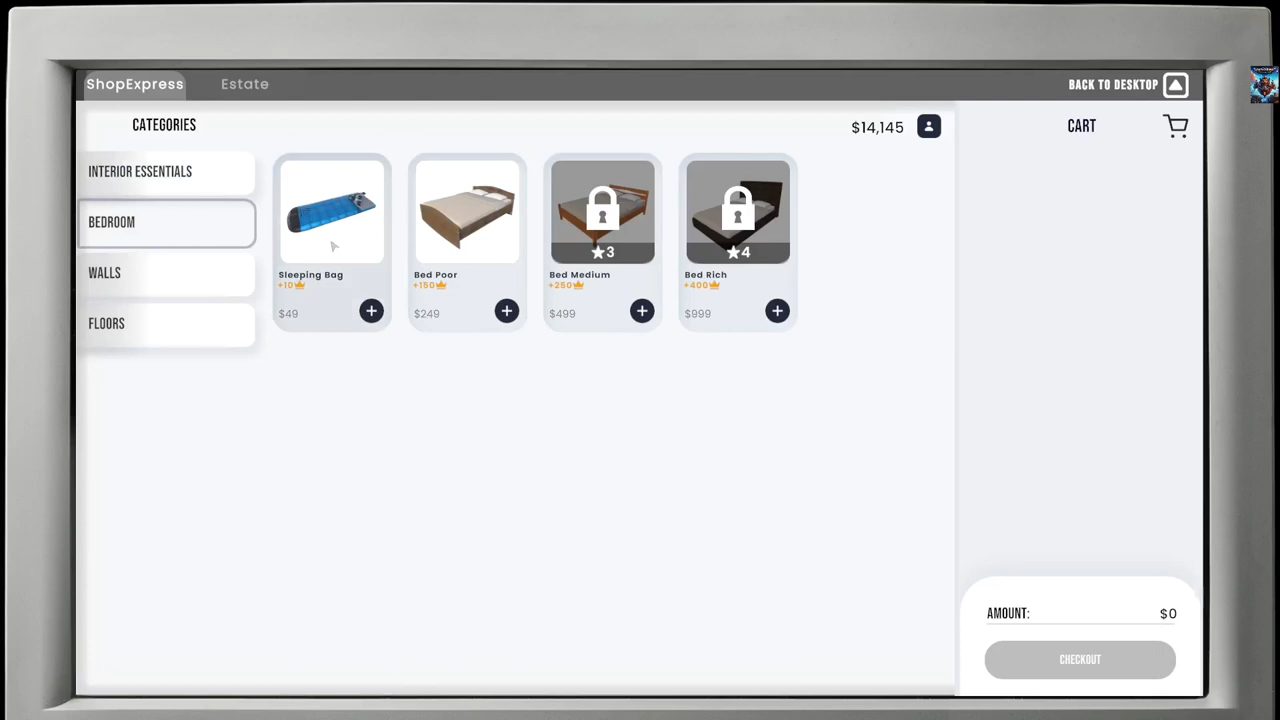 ShopExpress
Estate
BACK TO DESKTOP
CATEGORIES
$14,145
CART
INTERIOR ESSENTIALS
BEDROOM
WALLS
FLOORS
Sleeping Bag
+10
$49
Bed Poor
+150
$249
3
Bed Medium
+250
$499
4
Bed Rich
+400
$999
AMOUNT:
$0
CHECKOUT